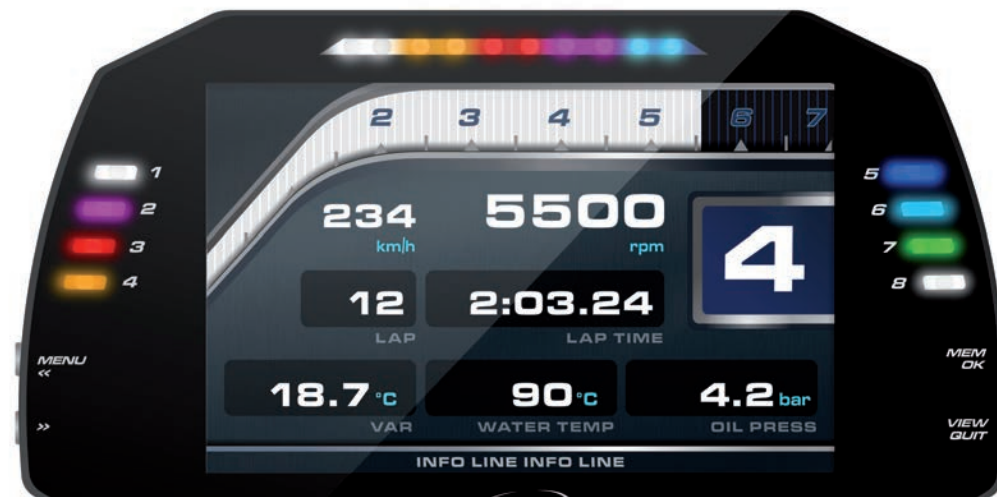 2 3 4 5 6 7
1
2
3
4
5
6
7
8
234 km/h
5500 rpm
4
12
LAP
2:03.24
LAP TIME
MENU
<<
>>
MEM
OK
VIEW
QUIT
18.7 °C
VAR
90 °C
WATER TEMP
4.2 bar
OIL PRESS
INFO LINE INFO LINE